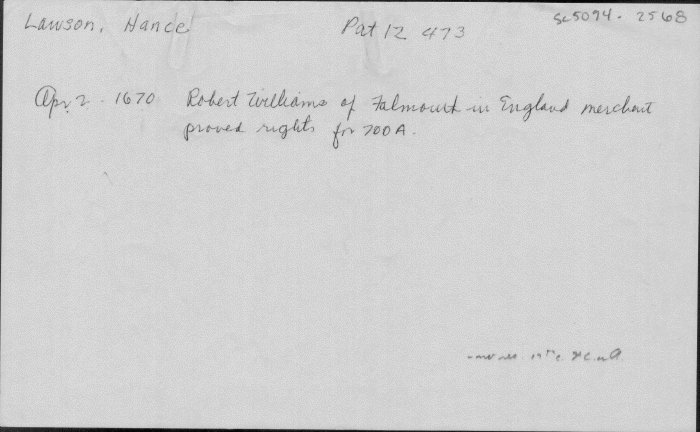 Lawson, Hance
Pat 12 473
SC5094. 2568
Apr. 2. 1670 Robert Williams of Falmouth in England merchant
proved rights for 700A.